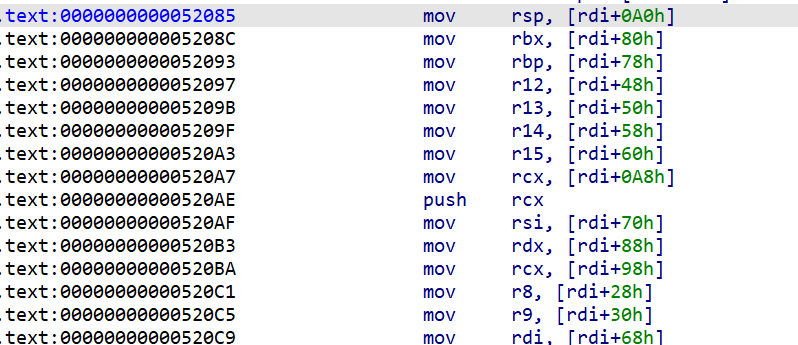 .text:0000000000052085 mov rsp, [rdi+0A0h]
.text:000000000005208C mov rbx, [rdi+80h]
.text:0000000000052093 mov rbp, [rdi+78h]
.text:0000000000052097 mov r12, [rdi+48h]
.text:000000000005209B mov r13, [rdi+50h]
.text:000000000005209F mov r14, [rdi+58h]
.text:00000000000520A3 mov r15, [rdi+60h]
.text:00000000000520A7 mov rcx, [rdi+0A8h]
.text:00000000000520AE push rcx
.text:00000000000520AF mov rsi, [rdi+70h]
.text:00000000000520B3 mov rdx, [rdi+88h]
.text:00000000000520BA mov rcx, [rdi+98h]
.text:00000000000520C1 mov r8, [rdi+28h]
.text:00000000000520C5 mov r9, [rdi+30h]
.text:00000000000520C9 mov rdi, [rdi+68h]